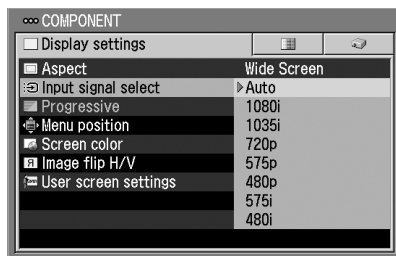 COMPONENT
Display settings
Aspect Wide Screen
Input signal select Auto
Progressive 1080i
Menu position 1035i
Screen color 720p
Image flip H/V 575p
User screen settings 480p
575i
480i